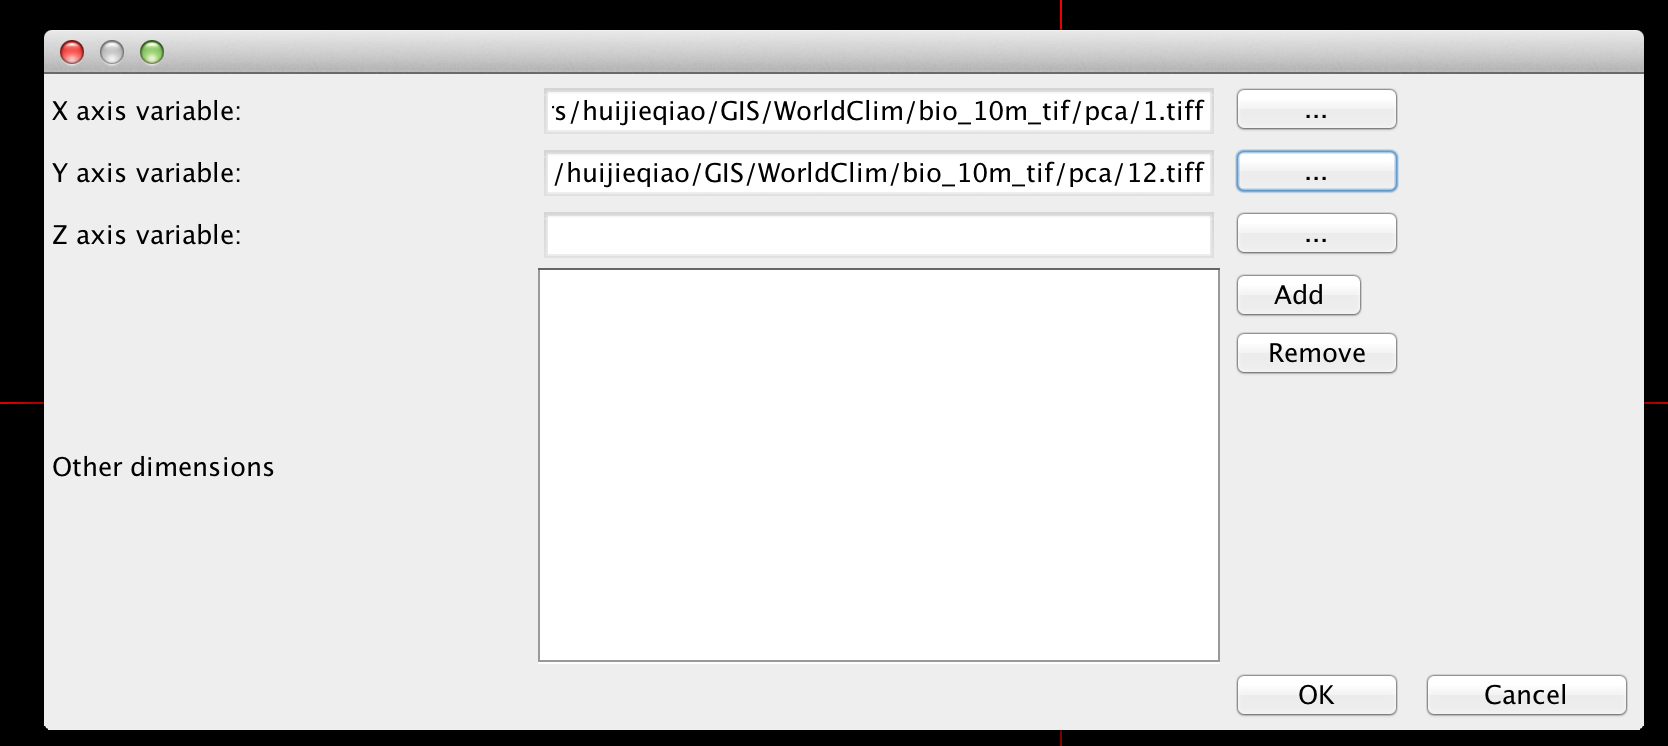 X axis variable: s/huijieqiao/GIS/WorldClim/bio_10m_tif/pca/1.tiff ...
Y axis variable: /huijieqiao/GIS/WorldClim/bio_10m_tif/pca/12.tiff ...
Z axis variable: ...
Add
Remove
Other dimensions
OK Cancel